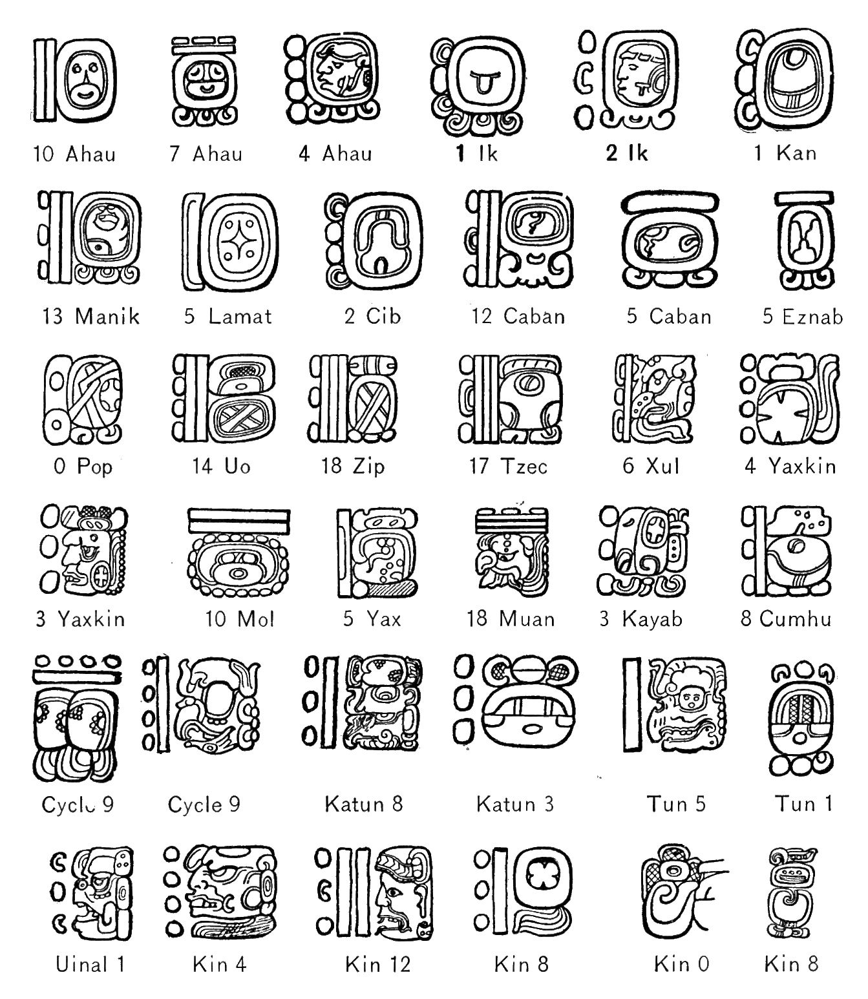 10 Ahau 7 Ahau 4 Ahau 1 Ik 2 Ik 1 Kan
13 Manik 5 Lamat 2 Cib 12 Caban 5 Caban 5 Eznab
0 Pop 14 Uo 18 Zip 17 Tzec 6 Xul 4 Yaxkin
3 Yaxkin 10 Mol 5 Yax 18 Muan 3 Kayab 8 Cumhu
Cycle 9 Cycle 9 Katun 8 Katun 3 Tun 5 Tun 1
Uinal 1 Kin 4 Kin 12 Kin 8 Kin 0 Kin 8